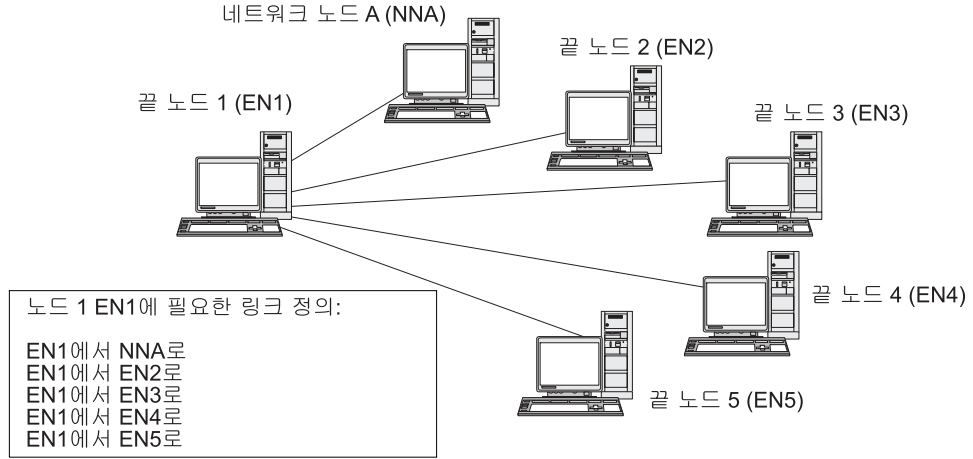 네트워크 노드 A (NNA)
끝 노드 2 (EN2)
끝 노드 1 (EN1)
끝 노드 3 (EN3)
끝 노드 4 (EN4)
끝 노드 5 (EN5)
노드 1 EN1에 필요한 링크 정의:
EN1에서 NNA로
EN1에서 EN2로
EN1에서 EN3로
EN1에서 EN4로
EN1에서 EN5로